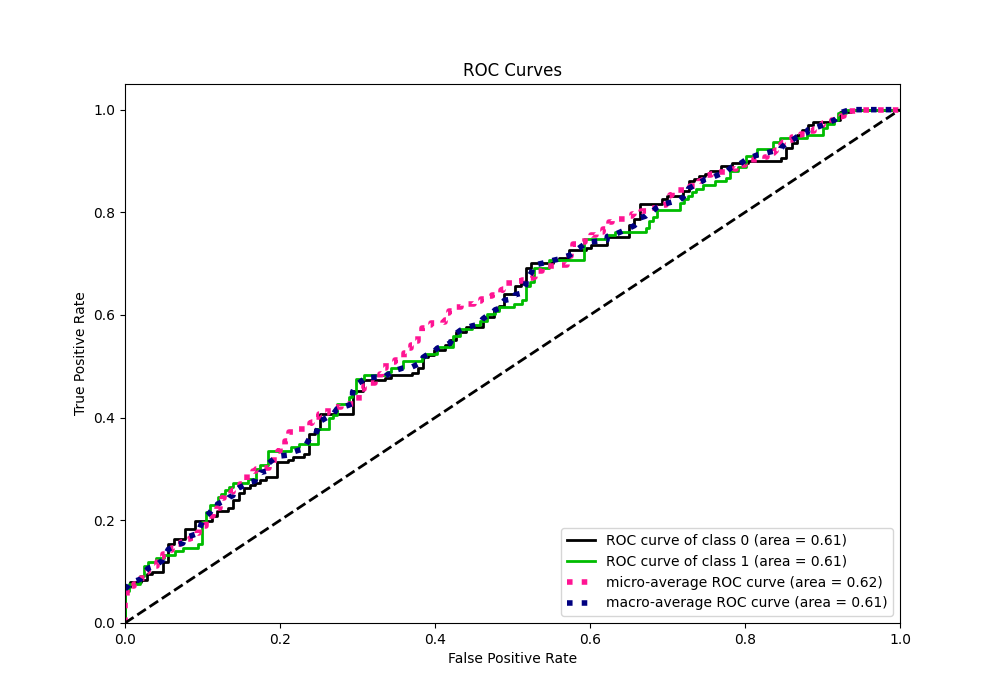 ROC Curves
True Positive Rate
1.0
0.8
0.6
0.4
0.2
0.0
ROC curve of class 0 (area = 0.61)
ROC curve of class 1 (area = 0.61)
micro-average ROC curve (area = 0.62)
macro-average ROC curve (area = 0.61)
0.0 0.2 0.4 0.6 0.8 1.0
False Positive Rate